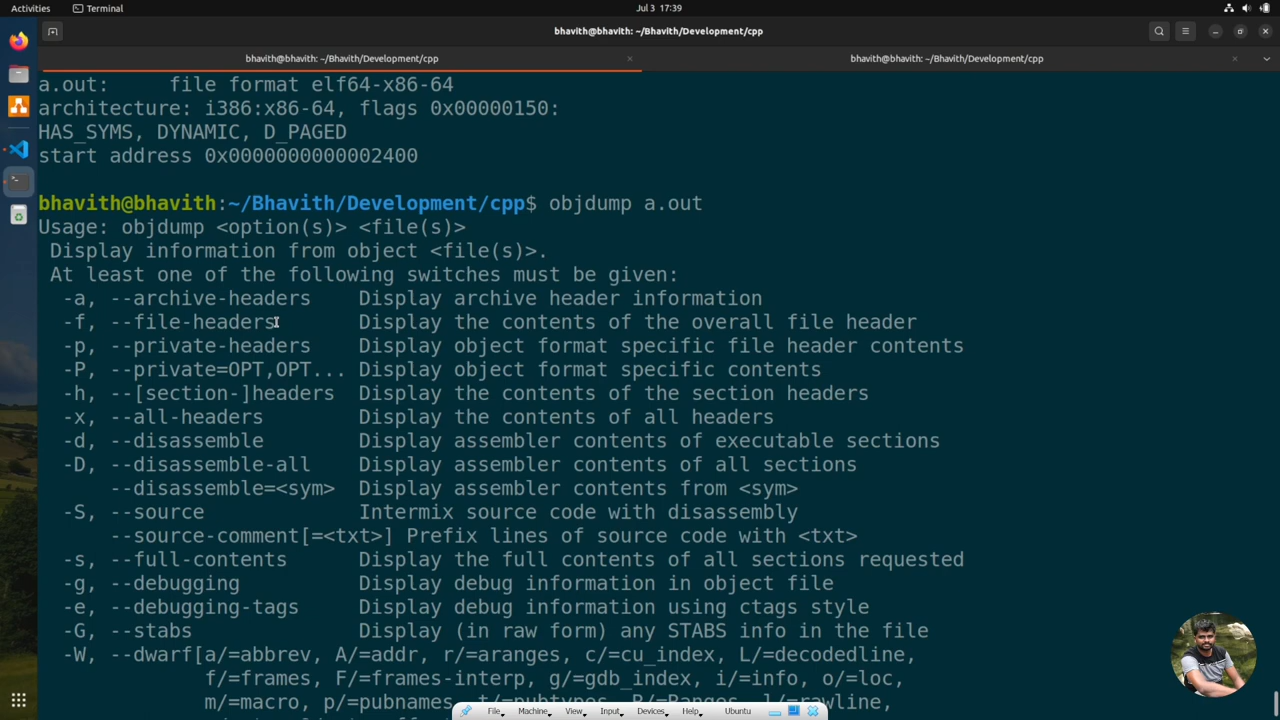 Activities Terminal Jul 3 17:39
bhavith@bhavith: ~/Bhavith/Development/cpp
bhavith@bhavith: ~/Bhavith/Development/cpp bhavith@bhavith: ~/Bhavith/Development/cpp
a.out: file format elf64-x86-64
architecture: i386:x86-64, flags 0x00000150:
HAS_SYMS, DYNAMIC, D_PAGED
start address 0x0000000000002400
bhavith@bhavith:~/Bhavith/Development/cpp$ objdump a.out
Usage: objdump <option(s)> <file(s)>
Display information from object <file(s)>.
At least one of the following switches must be given:
-a, --archive-headers Display archive header information
-f, --file-headers Display the contents of the overall file header
-p, --private-headers Display object format specific file header contents
-P, --private=OPT,OPT... Display object format specific contents
-h, --[section-]headers Display the contents of the section headers
-x, --all-headers Display the contents of all headers
-d, --disassemble Display assembler contents of executable sections
-D, --disassemble-all Display assembler contents of all sections
--disassemble=<sym> Display assembler contents from <sym>
-S, --source Intermix source code with disassembly
--source-comment[=<txt>] Prefix lines of source code with <txt>
-s, --full-contents Display the full contents of all sections requested
-g, --debugging Display debug information in object file
-e, --debugging-tags Display debug information using ctags style
-G, --stabs Display (in raw form) any STABS info in the file
-W, --dwarf[a/=abbrev, A/=addr, r/=aranges, c/=cu_index, L/=decodedline,
f/=frames, F/=frames-interp, g/=gdb_index, i/=info, o/=loc,
m/=macro, p/=pubnames, t/=pubtypes, R/=Ranges, l/=rawline,
File Machine View Input Devices Help Ubuntu